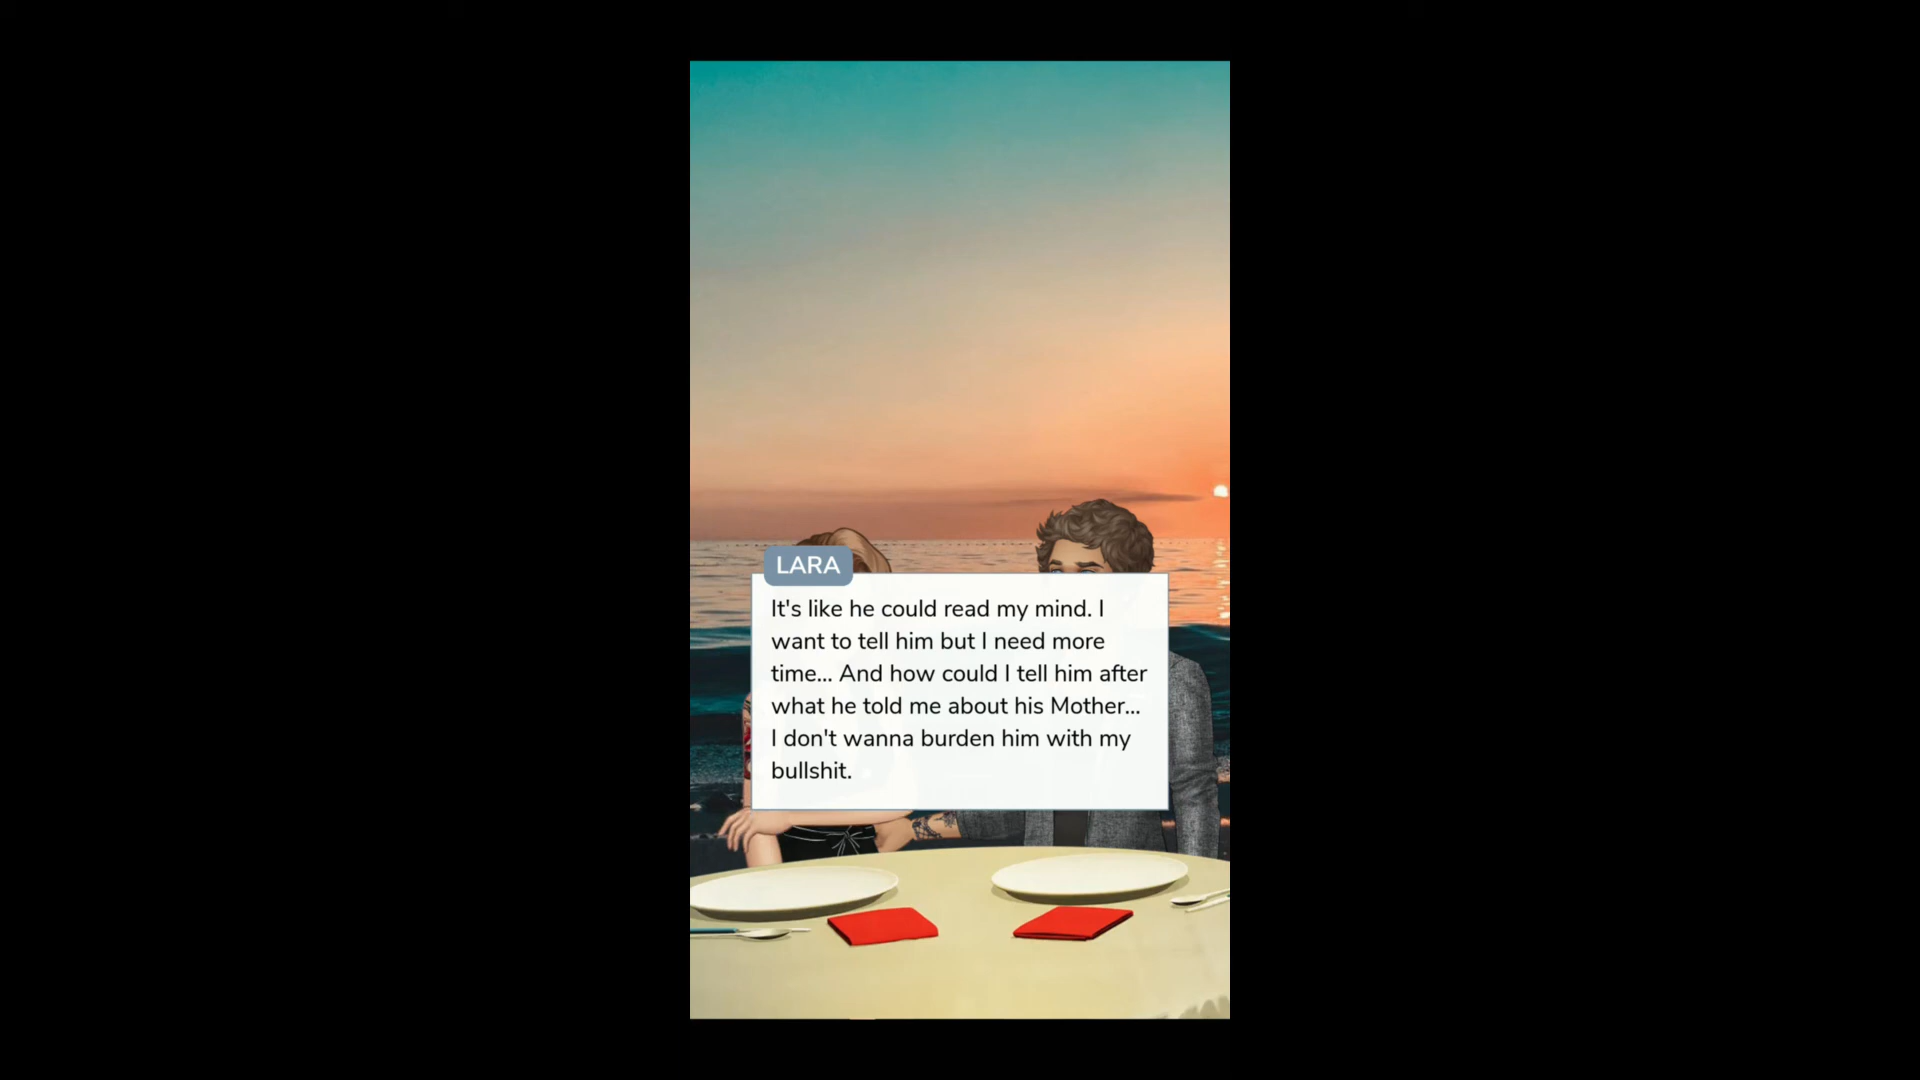 LARA
It's like he could read my mind. I
want to tell him but I need more
time... And how could I tell him after
what he told me about his Mother...
I don't wanna burden him with my
bullshit.